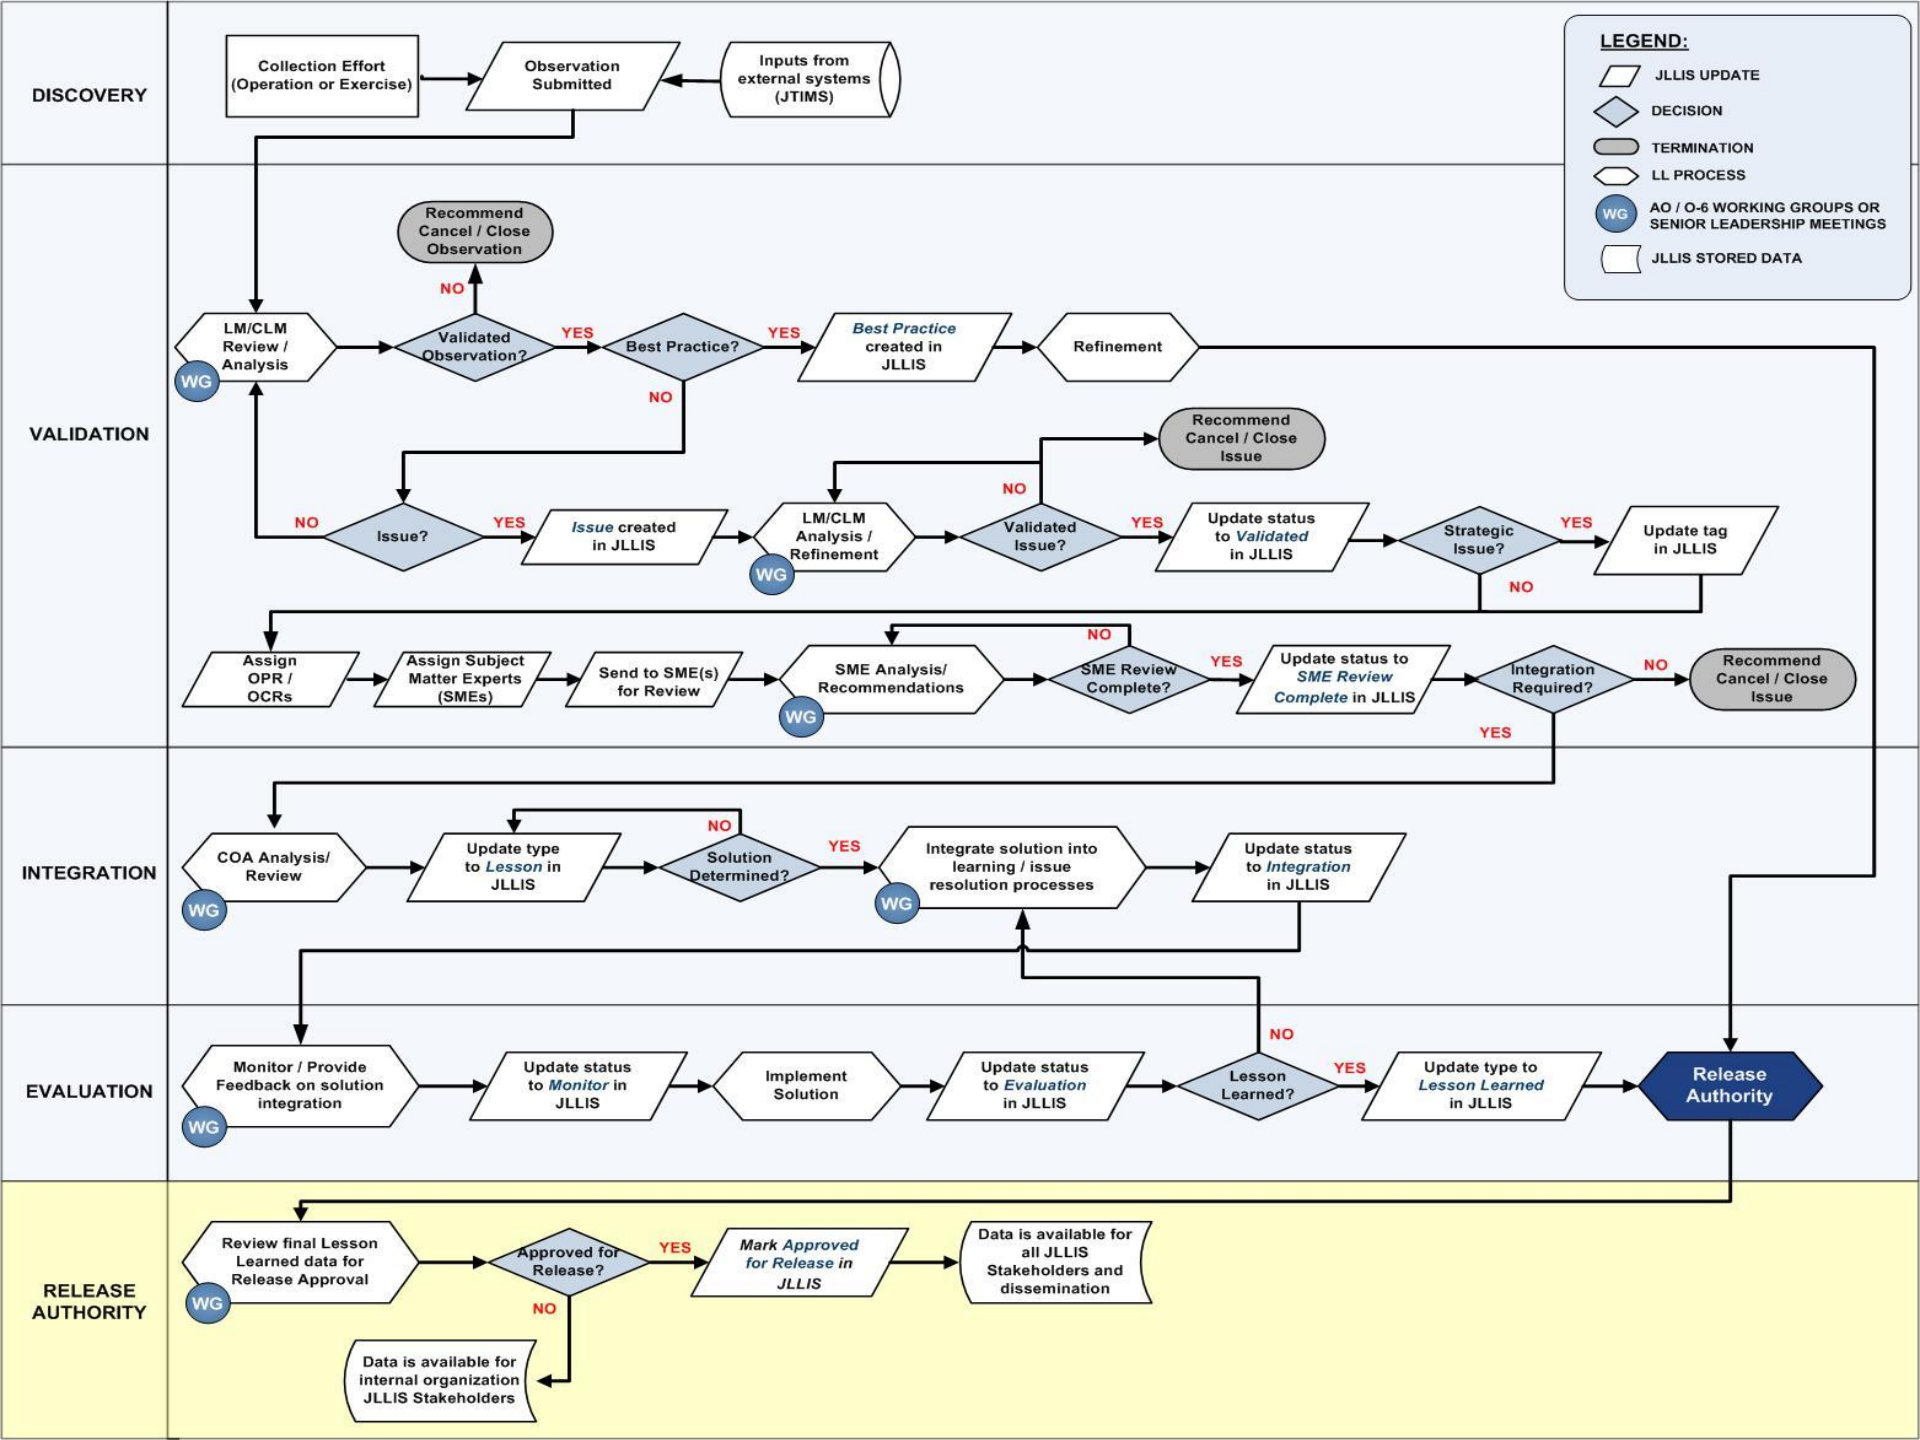 DISCOVERY
Collection Effort
(Operation or Exercise)
Observation
Submitted
Inputs from
external systems
(JTIMS)
LEGEND:
JLLIS UPDATE
DECISION
TERMINATION
LL PROCESS
WG
AO / O-6 WORKING GROUPS OR
SENIOR LEADERSHIP MEETINGS
JLLIS STORED DATA
VALIDATION
Recommend
Cancel / Close
Observation
NO
LM/CLM
Review /
Analysis
WG
Validated
Observation?
YES
Best Practice?
YES
NO
Best Practice
created in
JLLIS
Refinement
Recommend
Cancel / Close
Issue
NO
Issue?
YES
Issue created
in JLLIS
LM/CLM
Analysis /
Refinement
WG
NO
Validated
Issue?
YES
Update status
to Validated
in JLLIS
Strategic
Issue?
YES
NO
Update tag
in JLLIS
Assign
OPR /
OCRs
Assign Subject
Matter Experts
(SMEs)
Send to SME(s)
for Review
SME Analysis/
Recommendations
WG
NO
SME Review
Complete?
YES
Update status to
SME Review
Complete in JLLIS
Integration
Required?
NO
YES
Recommend
Cancel / Close
Issue
INTEGRATION
COA Analysis/
Review
WG
Update type
to Lesson in
JLLIS
NO
Solution
Determined?
YES
Integrate solution into
learning / issue
resolution processes
WG
Update status
to Integration
in JLLIS
EVALUATION
Monitor / Provide
Feedback on solution
integration
WG
Update status
to Monitor in
JLLIS
Implement
Solution
Update status
to Evaluation
in JLLIS
NO
Lesson
Learned?
YES
Update type to
Lesson Learned
in JLLIS
Release
Authority
RELEASE
AUTHORITY
Review final Lesson
Learned data for
Release Approval
WG
Approved for
Release?
YES
NO
Mark Approved
for Release in
JLLIS
Data is available for
all JLLIS
Stakeholders and
dissemination
Data is available for
internal organization
JLLIS Stakeholders